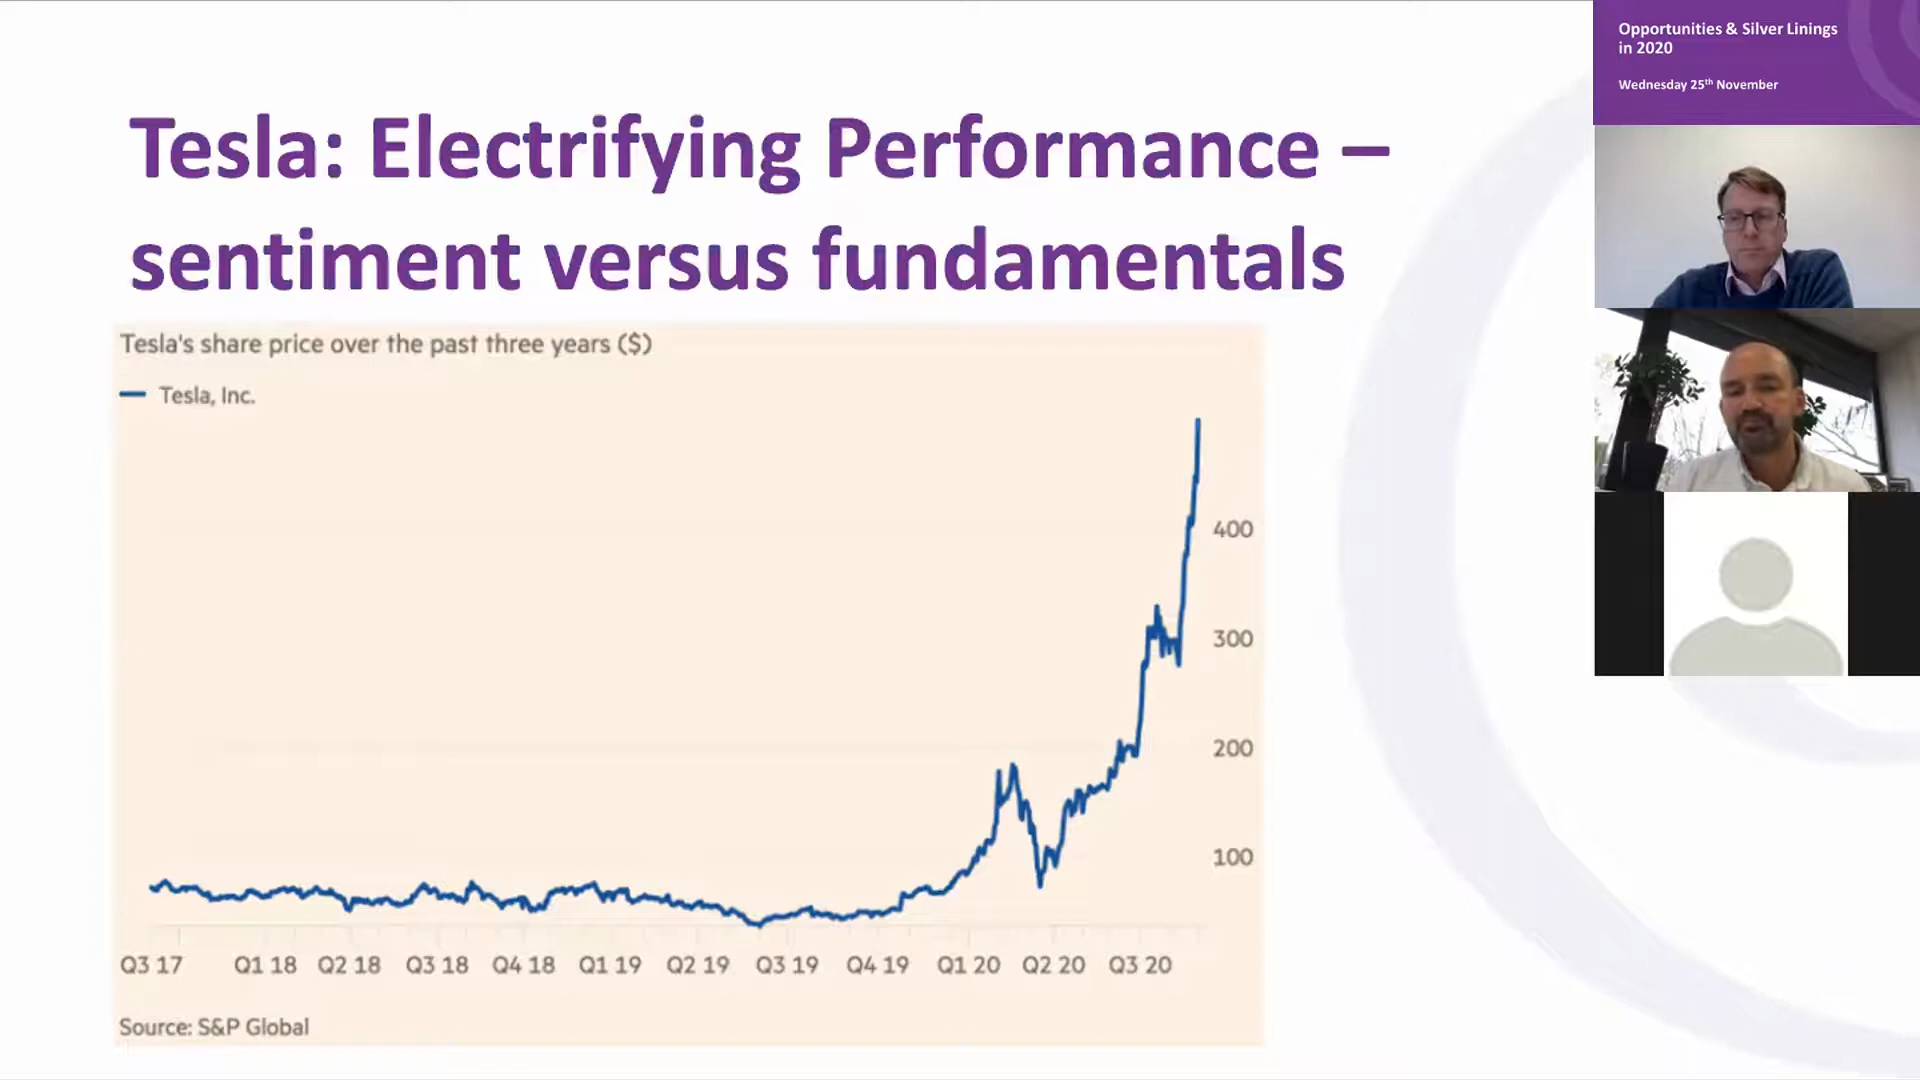 Opportunities & Silver Linings
in 2020
Wednesday 25th November
Tesla: Electrifying Performance –
sentiment versus fundamentals
Tesla's share price over the past three years ($)
Tesla, Inc.
400
300
200
100
Q3 17 Q1 18 Q2 18 Q3 18 Q4 18 Q1 19 Q2 19 Q3 19 Q4 19 Q1 20 Q2 20 Q3 20
Source: S&P Global